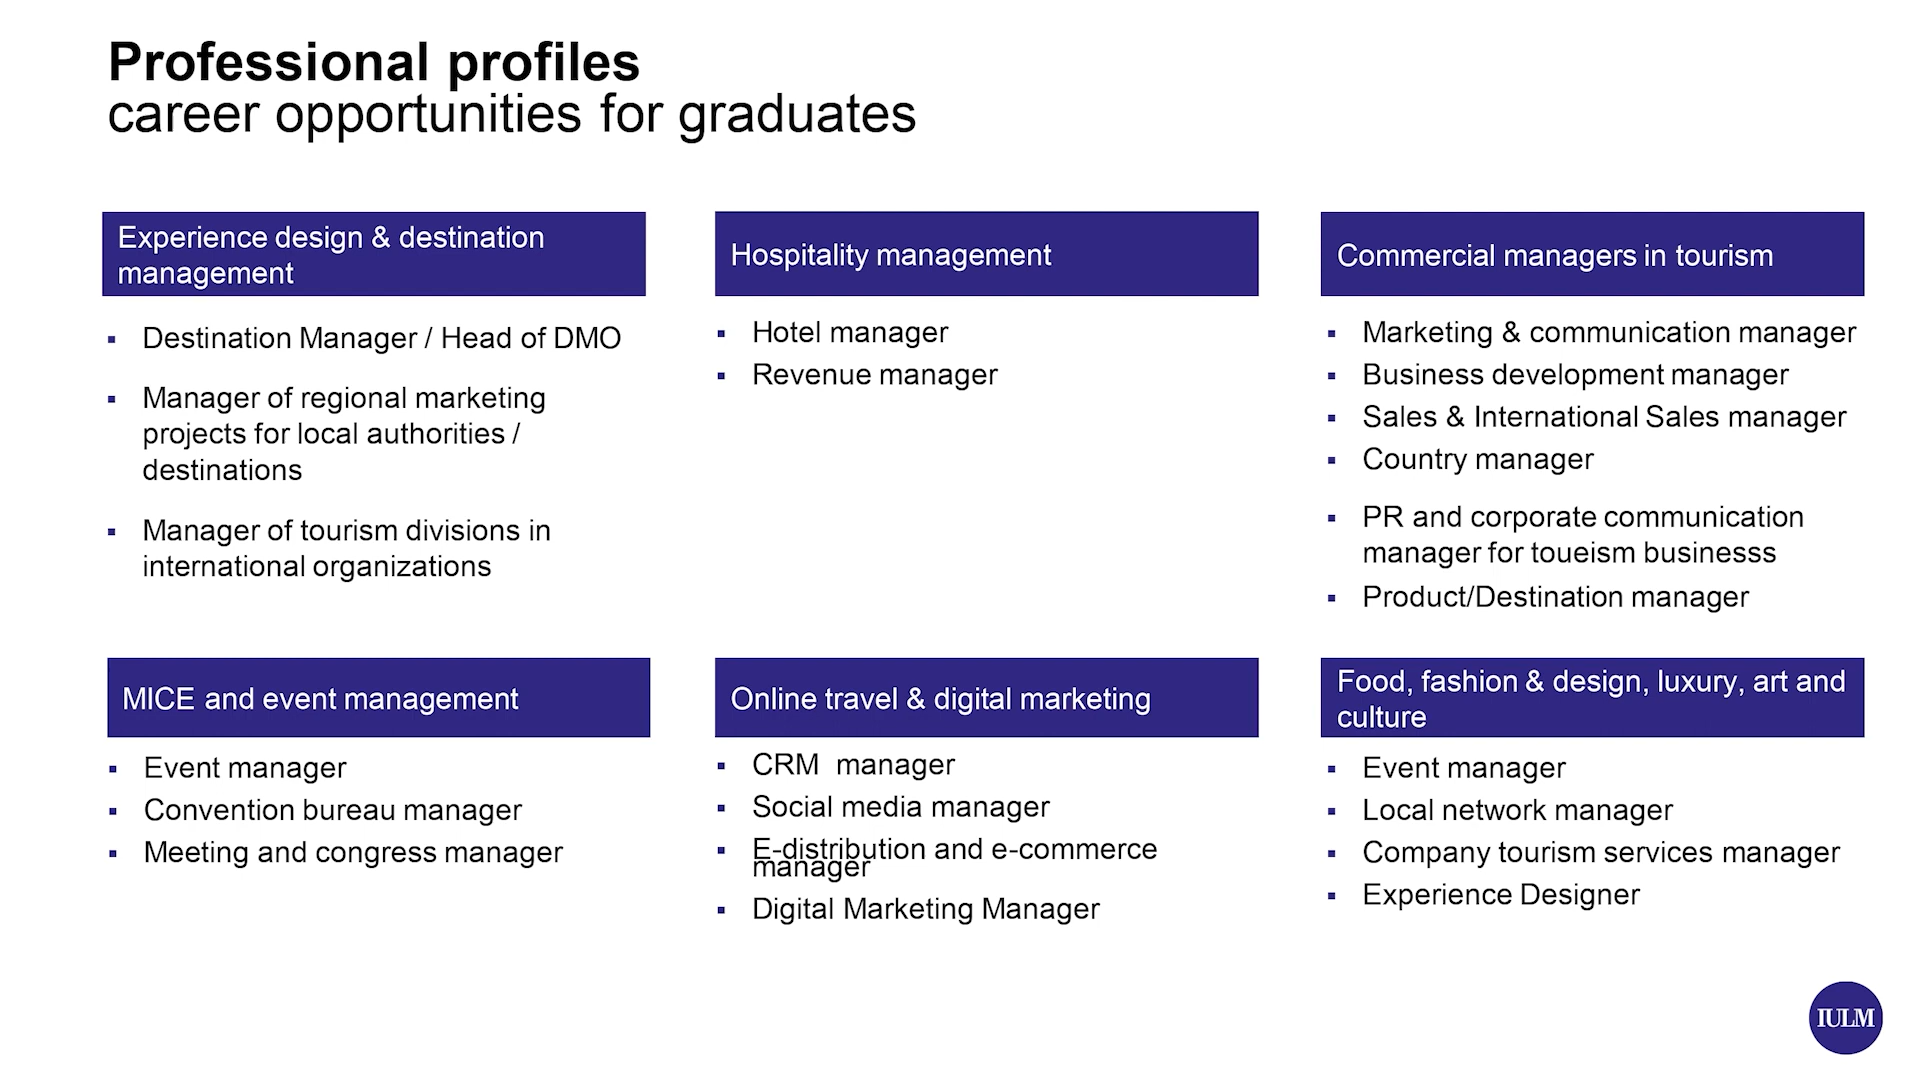 Professional profiles
career opportunities for graduates
Experience design & destination
management
Destination Manager / Head of DMO
Manager of regional marketing
projects for local authorities /
destinations
Manager of tourism divisions in
international organizations
Hospitality management
Hotel manager
Revenue manager
Commercial managers in tourism
Marketing & communication manager
Business development manager
Sales & International Sales manager
Country manager
PR and corporate communication
manager for toueism businesss
Product/Destination manager
MICE and event management
Event manager
Convention bureau manager
Meeting and congress manager
Online travel & digital marketing
CRM manager
Social media manager
E-distribution and e-commerce
manager
Digital Marketing Manager
Food, fashion & design, luxury, art and
culture
Event manager
Local network manager
Company tourism services manager
Experience Designer
IULM